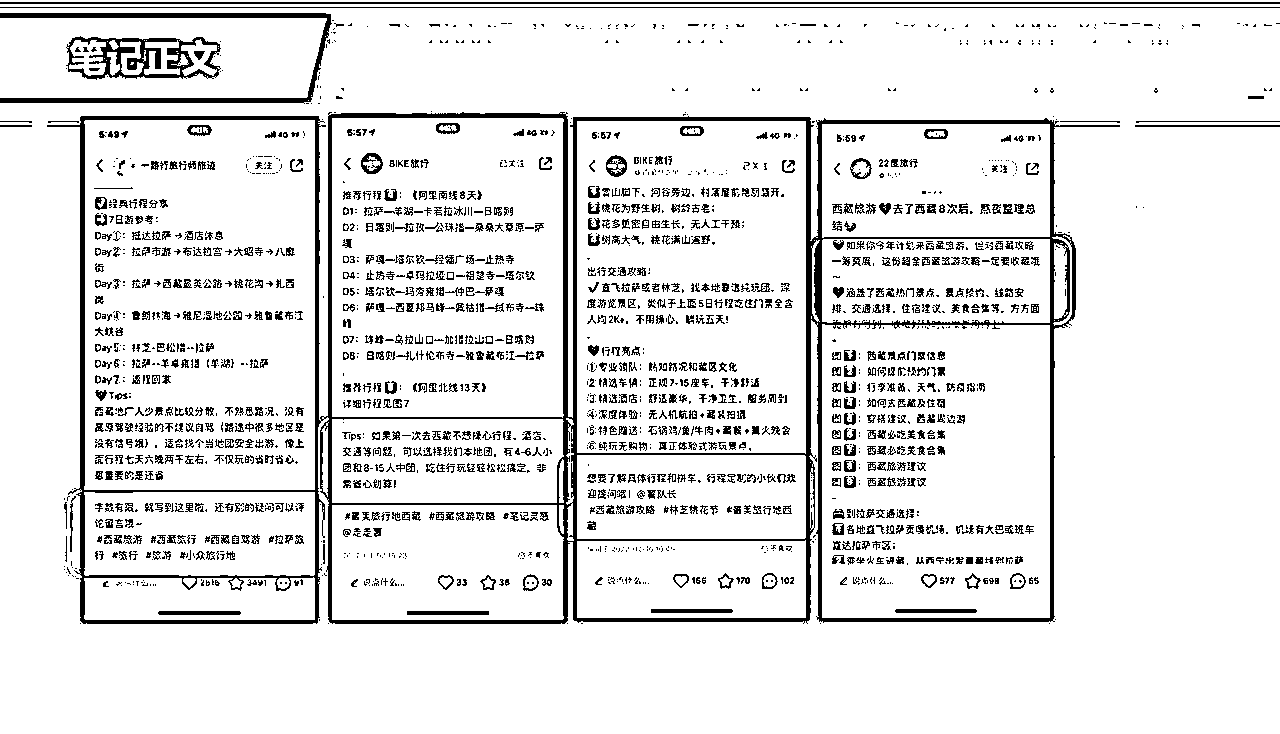 笔记正文
5:49
4G
一路行旅行师旅途
关注
经典行程分享
7日游参考：
Day①：抵达拉萨→酒店休息
Day②：拉萨市游→布达拉宫→大昭寺→八廓
街
Day③：拉萨→西藏最美公路→桃花沟→扎西
岗
Day④：鲁朗林海→雅尼湿地公园→雅鲁藏布江
大峡谷
Day5：林芝-巴松措--拉萨
Day6：拉萨--羊卓雍措（羊湖）--拉萨
Day7：返程回家
Tips：
西藏地广人少景点比较分散，不熟悉路况、没有
高原驾驶经验的不建议自驾（路途中很多地区是
没有信号哦），适合找个当地团安全出游，像上
面行程七天六晚两千左右，不仅玩的省时省心，
最重要的是还省
字数有限，就写到这里啦，还有别的疑问可以评
论留言哦~
#西藏旅游 #西藏旅行 #西藏自驾游 #拉萨旅
行 #旅行 #旅游 #小众旅行地
说点什么...
2616 3491 91
5:57
4G
BIKE旅行
已关注
推荐行程：《阿里南线8天》
D1：拉萨—羊湖—卡若拉冰川—日喀则
D2：日喀则—拉孜—公珠措—桑桑大草原—萨
嘎
D3：萨嘎—塔尔钦—经幡广场—止热寺
D4：止热寺—卓玛拉垭口—祖楚寺—塔尔钦
D5：塔尔钦—玛旁雍措—仲巴—萨嘎
D6：萨嘎—西夏邦马峰—佩枯措—绒布寺—珠
峰
D7：珠峰—乌拉山口—加措拉山口—日喀则
D8：日喀则—扎什伦布寺—雅鲁藏布江—拉萨
推荐行程：《阿里北线13天》
详细行程见图7
Tips：如果第一次去西藏不想操心行程、酒店、
交通等问题，可以选择我们本地团，有4-6人小
团和8-15人中团，吃住行玩轻轻松松搞定，非
常省心划算！
#最美旅行地西藏 #西藏旅游攻略 #笔记灵感
不喜欢
说点什么...
33 36 30
5:57
4G
BIKE旅行
雪山脚下、河谷旁边、村落屋前艳丽盛开。
桃花为野生树，树龄古老；
花多更密自由生长，无人工干预；
树高大气，桃花满山遍野。
出行交通攻略：
直飞拉萨或者林芝，找本地靠谱纯玩团，深
度游览景区，类似于上面5日行程吃住门票全含
人均2K+，不用操心，躺玩五天！
行程亮点：
①专业领队：熟知路况和藏区文化
②精选车辆：正规7-15座车，干净舒适
③精选酒店：舒适豪华，干净卫生，服务周到
④深度体验：无人机航拍+藏装拍摄
⑤特色赠送：石锅鸡/鱼/牛肉+藏餐+篝火晚会
⑥纯玩无购物：真正体验式游玩景点。
想要了解具体行程和拼车、行程定制的小伙们欢
迎提问哦！@薯队长
#西藏旅游攻略 #林芝桃花节 #最美旅行地西
藏
不喜欢
说点什么...
166 170 102
5:59
4G
22度旅行
关注
西藏旅游去了西藏8次后，熬夜整理总
结
如果你今年计划来西藏旅游，但对西藏攻略
一筹莫展，这份超全西藏旅游攻略一定要收藏哦
~
涵盖了西藏热门景点、景点预约、线路安
排、交通选择、住宿建议、美食合集等，方方面
图1：西藏景点门票信息
图2：如何提前预约门票
图3：行李准备、天气、防疫指南
图4：如何去西藏及住宿
图5：穿搭建议、西藏周边游
图6：西藏必吃美食合集
图7：西藏必吃美食合集
图8：西藏旅游建议
图9：西藏旅游建议
到拉萨交通选择：
各地直飞拉萨贡嘎机场，机场有大巴或班车
直达拉萨市区；
说点什么...
577 698 65